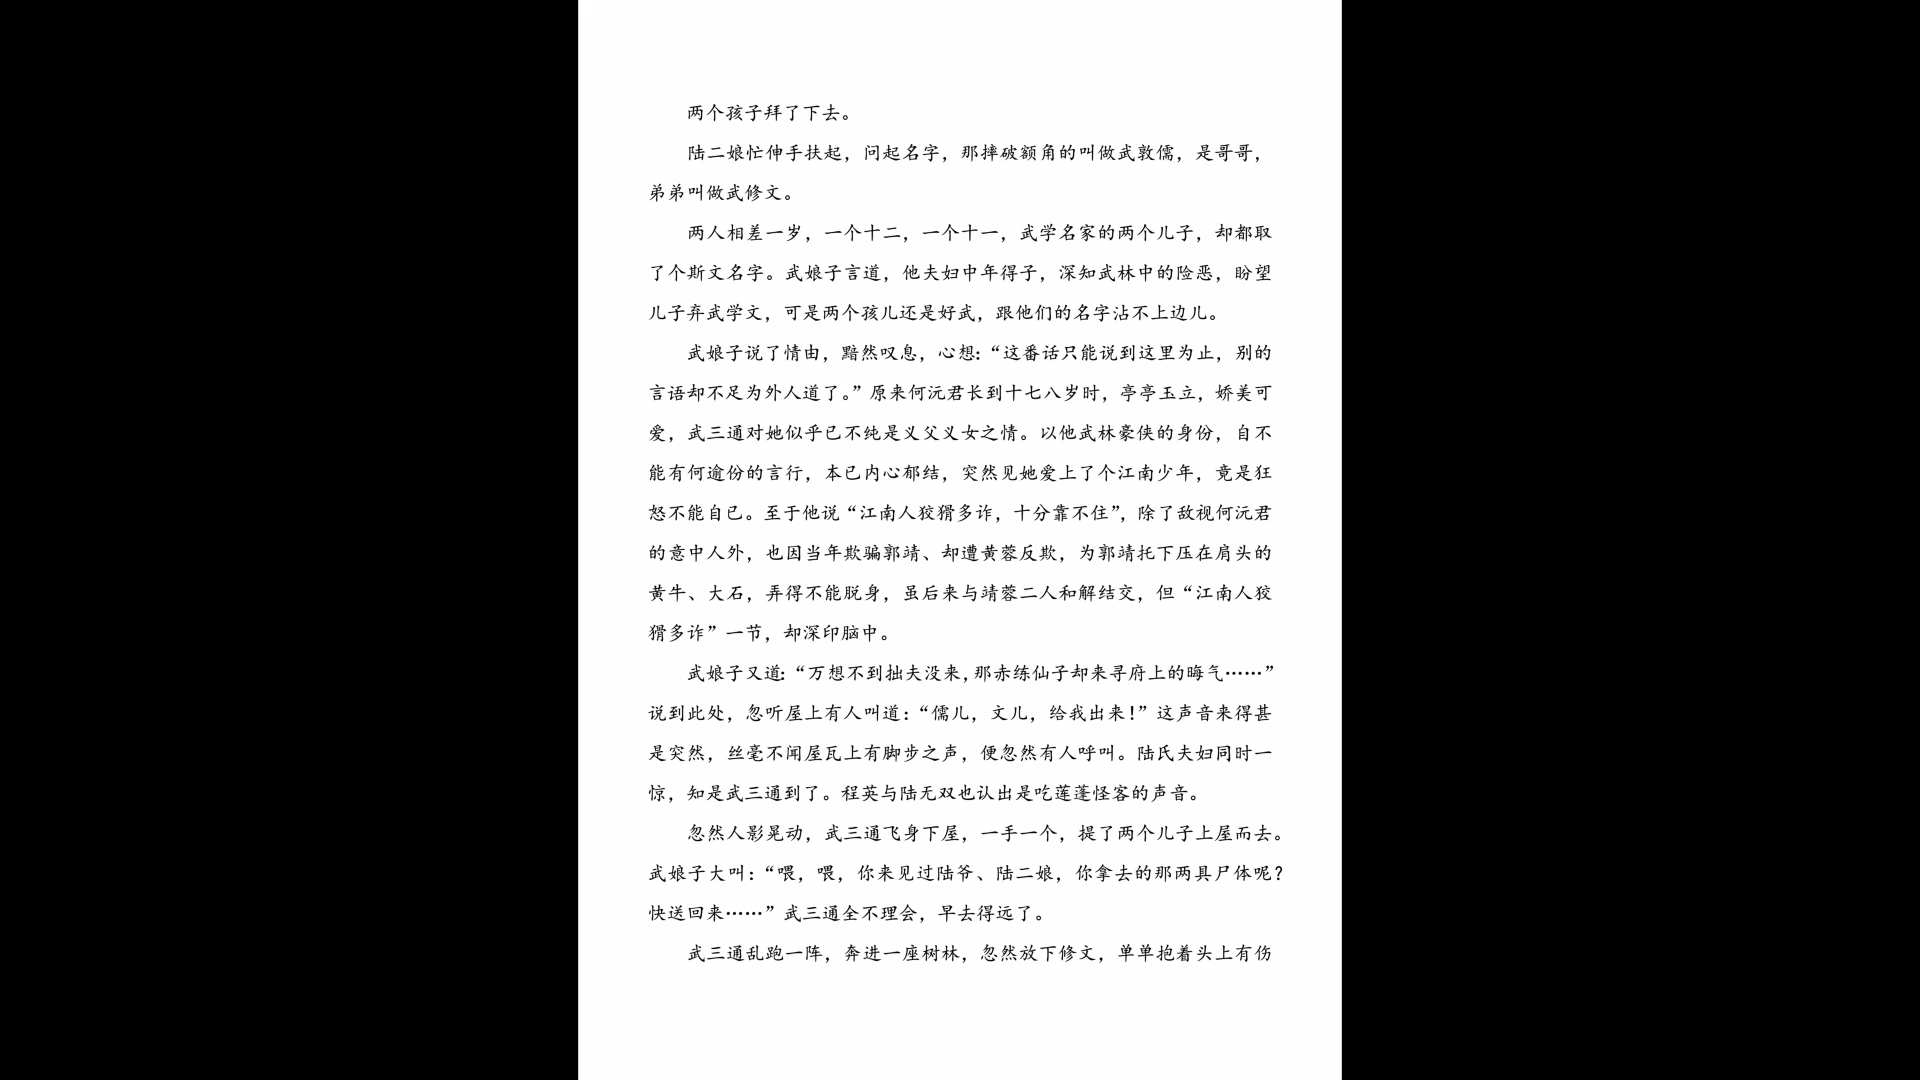 两个孩子拜了下去。
陆二娘忙伸手扶起，问起名字，那摔破额角的叫做武敦儒，是哥哥，
弟弟叫做武修文。
两人相差一岁，一个十二，一个十一，武学名家的两个儿子，却都取
了个斯文名字。武娘子言道，他夫妇中年得子，深知武林中的险恶，盼望
儿子弃武学文，可是两个孩儿还是好武，跟他们的名字沾不上边儿。
武娘子说了情由，黯然叹息，心想：“这番话只能说到这里为止，别的
言语却不足为外人道了。”原来何沅君长到十七八岁时，亭亭玉立，娇美可
爱，武三通对她似乎已不纯是义父义女之情。以他武林豪侠的身份，自不
能有何逾份的言行，本已内心郁结，突然见她爱上了个江南少年，竟是狂
怒不能自已。至于他说“江南人狡猾多诈，十分靠不住”，除了敌视何沅君
的意中人外，也因当年欺骗郭靖、却遭黄蓉反欺，为郭靖托下压在肩头的
黄牛、大石，弄得不能脱身，虽后来与靖蓉二人和解结交，但“江南人狡
猾多诈”一节，却深印脑中。
武娘子又道：“万想不到拙夫没来，那赤练仙子却来寻府上的晦气……”
说到此处，忽听屋上有人叫道：“儒儿，文儿，给我出来！”这声音来得甚
是突然，丝毫不闻屋瓦上有脚步之声，便忽然有人呼叫。陆氏夫妇同时一
惊，知是武三通到了。程英与陆无双也认出是吃莲蓬怪客的声音。
忽然人影晃动，武三通飞身下屋，一手一个，提了两个儿子上屋而去。
武娘子大叫：“喂，喂，你来见过陆爷、陆二娘，你拿去的那两具尸体呢？
快送回来……”武三通全不理会，早去得远了。
武三通乱跑一阵，奔进一座树林，忽然放下修文，单单抱着头上有伤